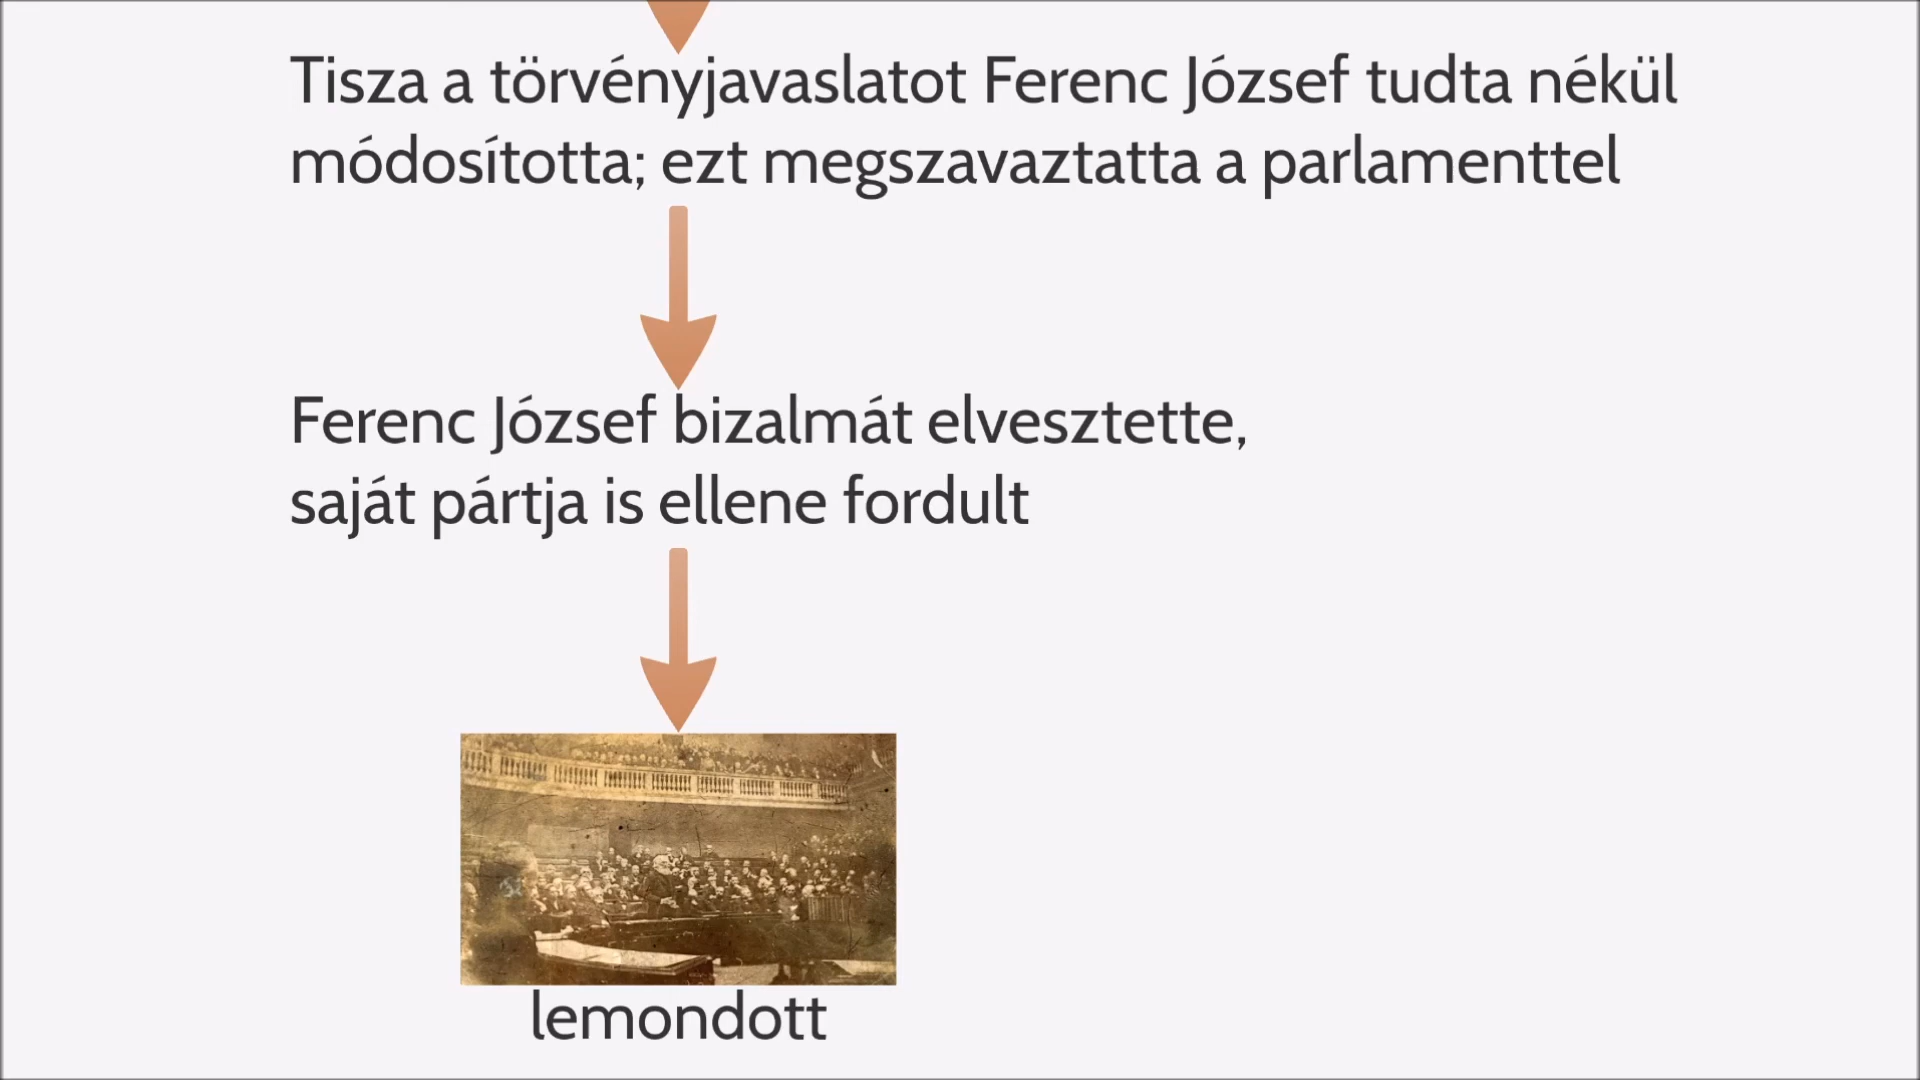 Tisza a törvényjavaslatot Ferenc József tudta nékül
módosította; ezt megszavaztatta a parlamenttel
Ferenc József bizalmát elvesztette,
saját pártja is ellene fordult
lemondott